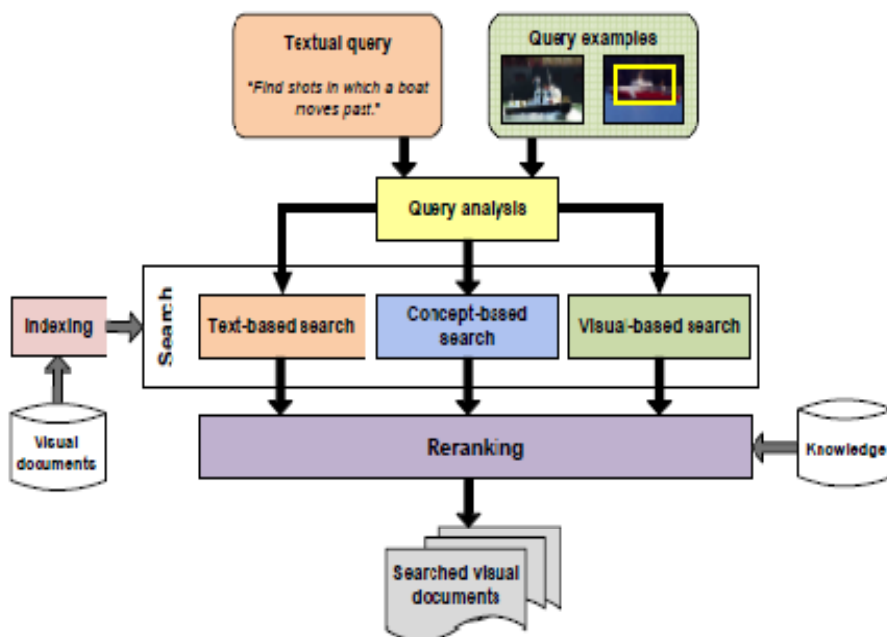 Textual query
"Find shots in which a boat
moves past."
Query examples
Query analysis
Search
Indexing
Text-based search
Concept-based
search
Visual-based search
Visual
documents
Reranking
Knowledge
Searched visual
documents